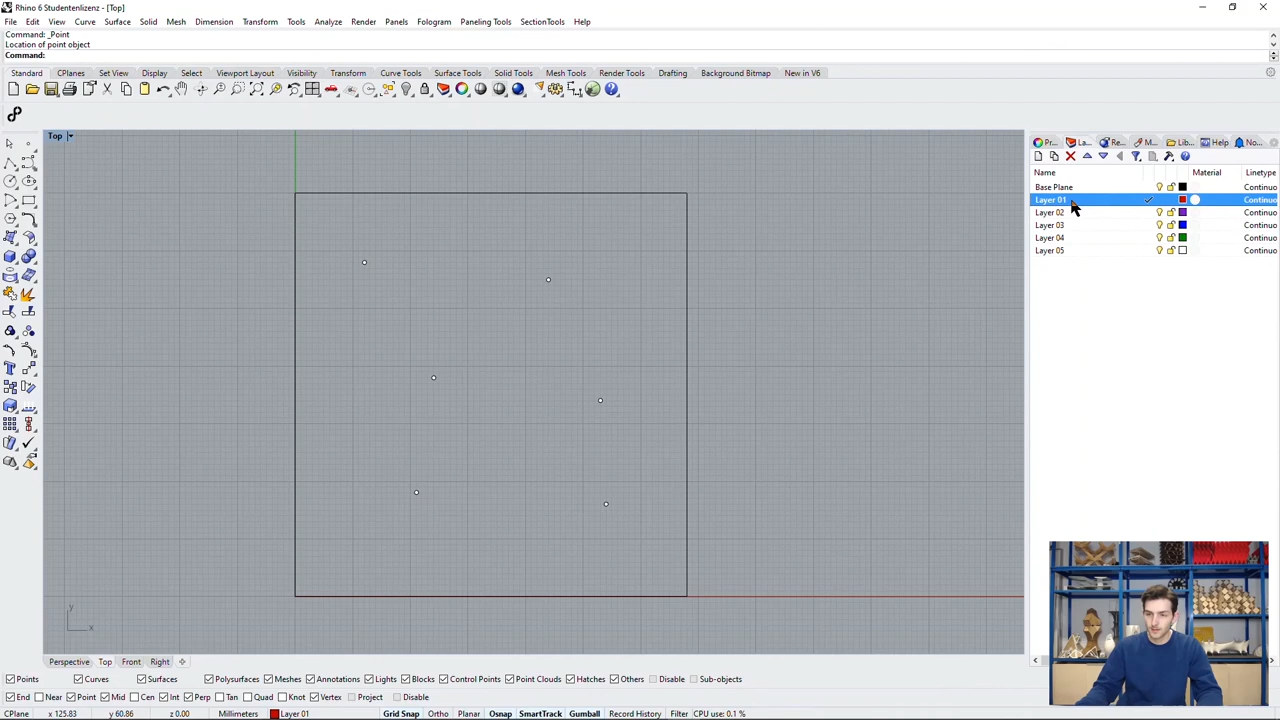 Rhino 6 Studentenlizenz - [Top]
File Edit View Curve Surface Solid Mesh Dimension Transform Tools Analyze Render Panels Fologram Paneling Tools SectionTools Help
Command: _Point
Location of point object
Command:
Standard CPlanes Set View Display Select Viewport Layout Visibility Transform Curve Tools Surface Tools Solid Tools Mesh Tools Render Tools Drafting Background Bitmap New in V6
Top
Pr... La... Re... M... Lib... Help No...
Name Material Linetype
Base Plane Continuo
Layer 01 Continuo
Layer 02 Continuo
Layer 03 Continuo
Layer 04 Continuo
Layer 05 Continuo
y
x
Perspective Top Front Right
Points Curves Surfaces Polysurfaces Meshes Annotations Lights Blocks Control Points Point Clouds Hatches Others Disable Sub-objects
End Near Point Mid Cen Int Perp Tan Quad Knot Vertex Project Disable
CPlane x 125.83 y 60.86 z 0.00 Millimeters Layer 01 Grid Snap Ortho Planar Osnap SmartTrack Gumball Record History Filter CPU use: 0.1 %